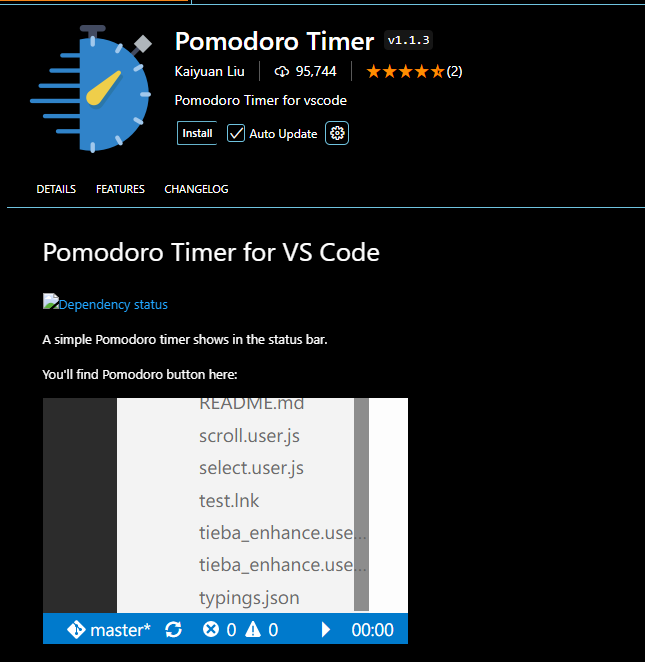 Pomodoro Timer v1.1.3
Kaiyuan Liu 95,744 (2)
Pomodoro Timer for vscode
Install Auto Update
DETAILS FEATURES CHANGELOG
Pomodoro Timer for VS Code
Dependency status
A simple Pomodoro timer shows in the status bar.
You'll find Pomodoro button here:
README.md
scroll.user.js
select.user.js
test.lnk
tieba_enhance.use...
tieba_enhance.use...
typings.json
master* 0 0 00:00